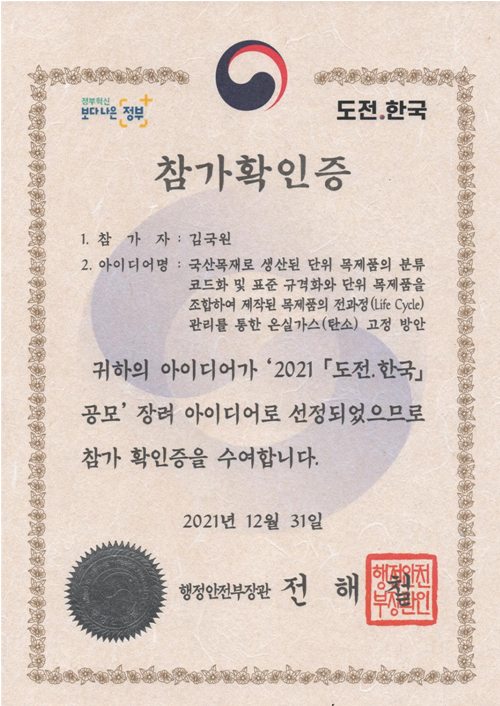 정부혁신
보다나은 정부
도전.한국
참가확인증
1. 참 가 자 : 김국원
2. 아이디어명 : 국산목재로 생산된 단위 목제품의 분류
코드화 및 표준 규격화와 단위 목제품을
조합하여 제작된 목제품의 전과정(Life Cycle)
관리를 통한 온실가스(탄소) 고정 방안
귀하의 아이디어가 ‘2021 「도전.한국」
공모’ 장려 아이디어로 선정되었으므로
참가 확인증을 수여합니다.
2021년 12월 31일
행정안전부장관 전 해 철
행정안전
부장관인